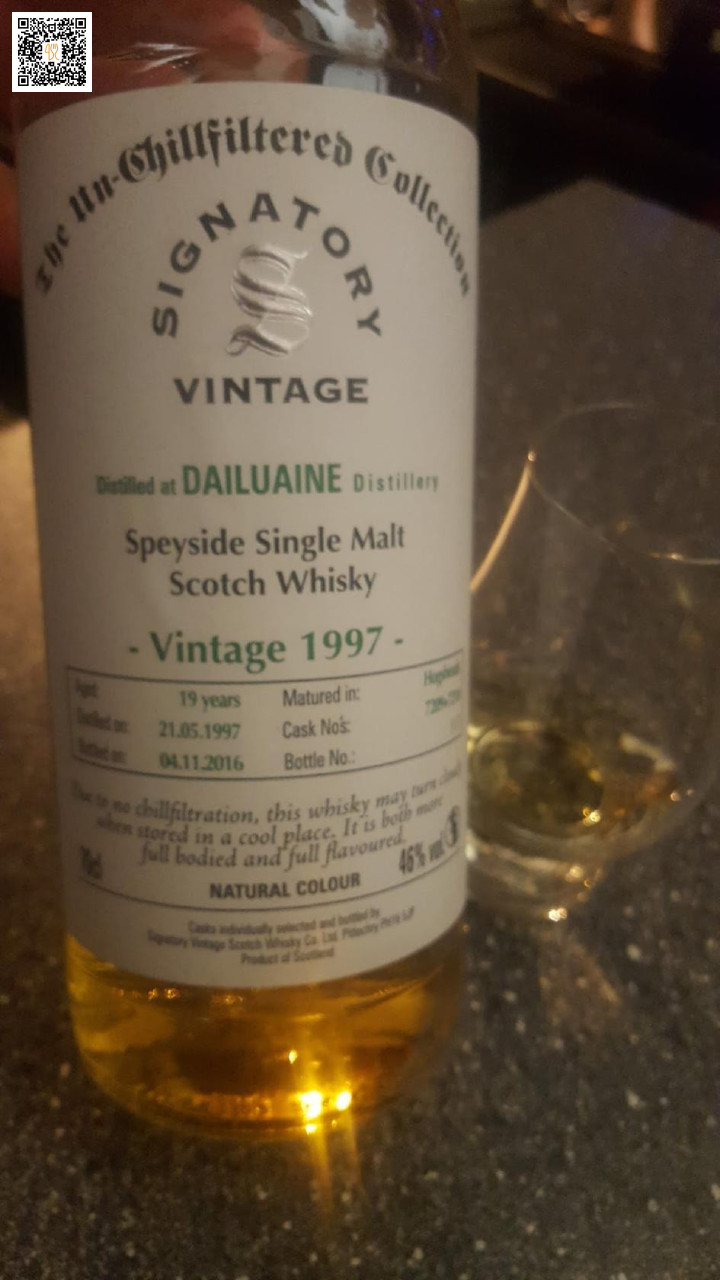 The Un-Chillfiltered Collection
SIGNATORY
S
VINTAGE
Distilled at DAILUAINE Distillery
Speyside Single Malt
Scotch Whisky
- Vintage 1997 -
Aged: 19 years Matured in: Hogsheads
Distilled on: 21.05.1997 Cask No's:
Bottled on: 04.11.2016 Bottle No.:
Due to no chillfiltration, this whisky may turn cloudy
when stored in a cool place. It is both more
full bodied and full flavoured.
70cl 46% vol
NATURAL COLOUR
Casks individually selected and bottled by
Signatory Vintage Scotch Whisky Co. Ltd. Pitlochry PH16 5JP
Product of Scotland